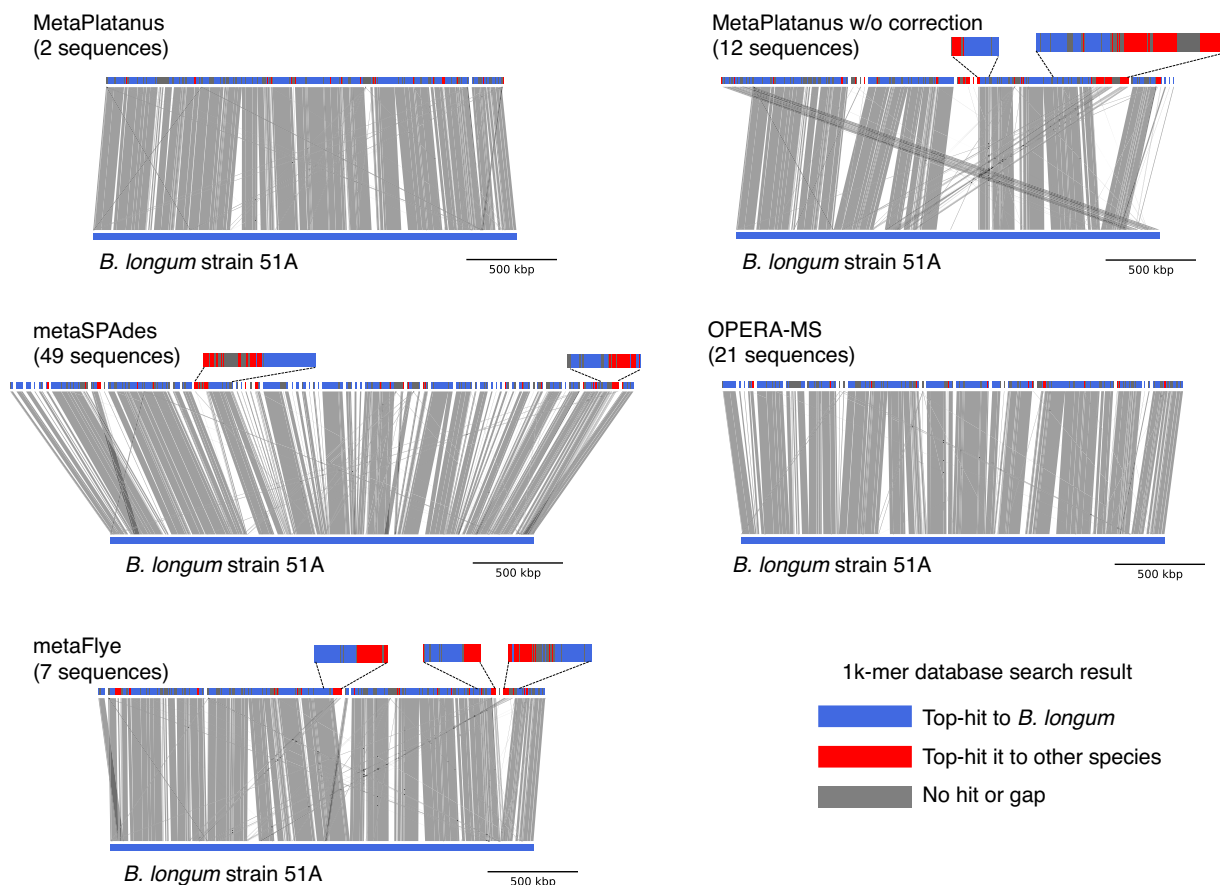 MetaPlatanus
(2 sequences)
B. longum strain 51A
500 kbp
MetaPlatanus w/o correction
(12 sequences)
B. longum strain 51A
500 kbp
metaSPAdes
(49 sequences)
B. longum strain 51A
500 kbp
OPERA-MS
(21 sequences)
B. longum strain 51A
500 kbp
metaFlye
(7 sequences)
B. longum strain 51A
500 kbp
1k-mer database search result
Top-hit to B. longum
Top-hit it to other species
No hit or gap